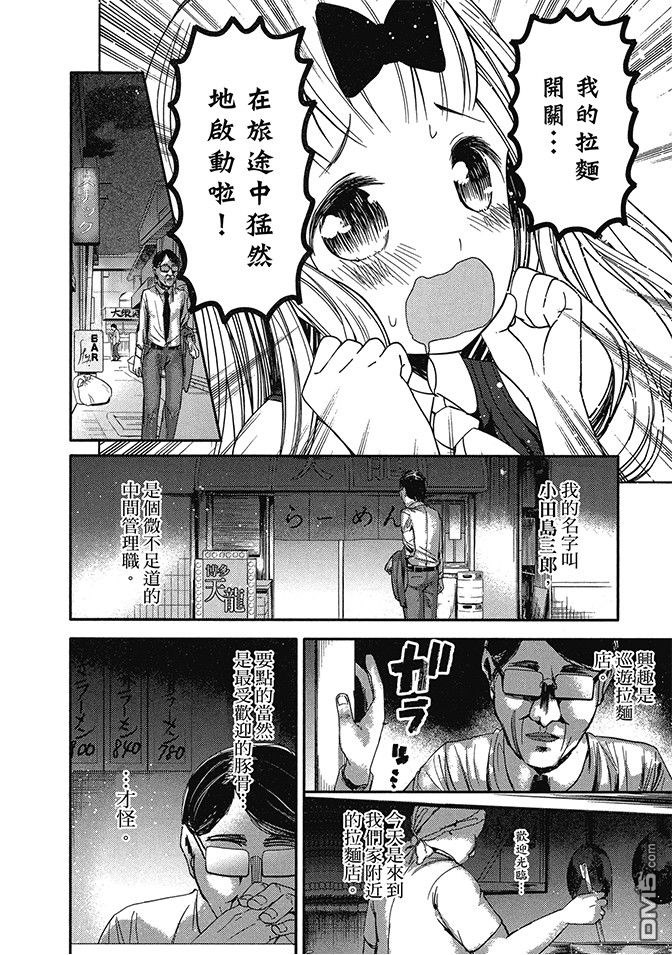 我的拉麵
開關…
在旅途中猛然
地啟動啦！
大衆
BAR
我的名字叫
小田島三郎，
是個微不足道的
中間管理職。
天龍
らーめん
博多
天龍
興趣是
巡遊拉麵
店。
ガラ
要點的當然
是最受歡迎的豚骨…
…才怪。
ラーメン
840
ラーメン
780
歡迎光臨…
今天是來到
我們家附近
的拉麵店。
DM5.com